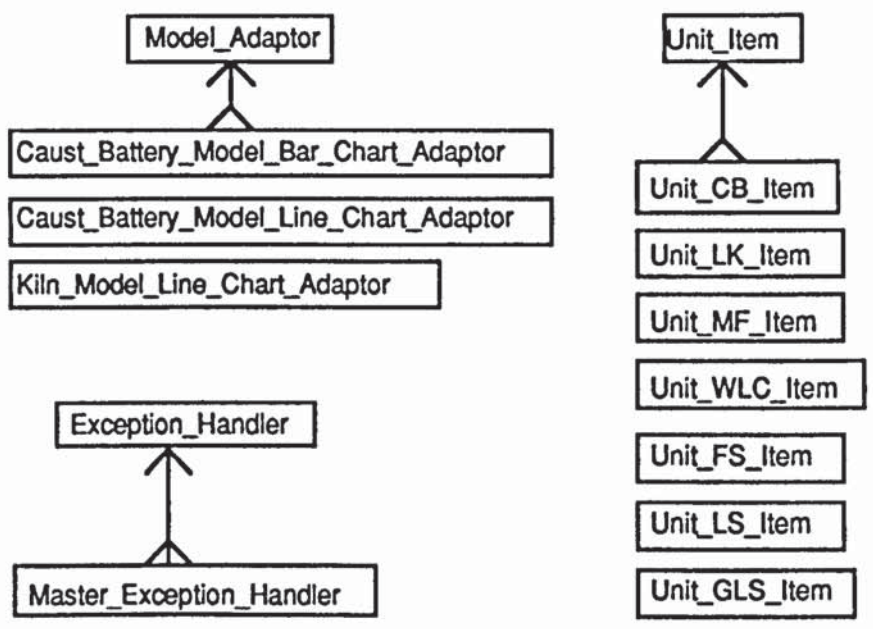 Model_Adaptor
Caust_Battery_Model_Bar_Chart_Adaptor
Caust_Battery_Model_Line_Chart_Adaptor
Kiln_Model_Line_Chart_Adaptor
Exception_Handler
Master_Exception_Handler
Unit_Item
Unit_CB_Item
Unit_LK_Item
Unit_MF_Item
Unit_WLC_Item
Unit_FS_Item
Unit_LS_Item
Unit_GLS_Item